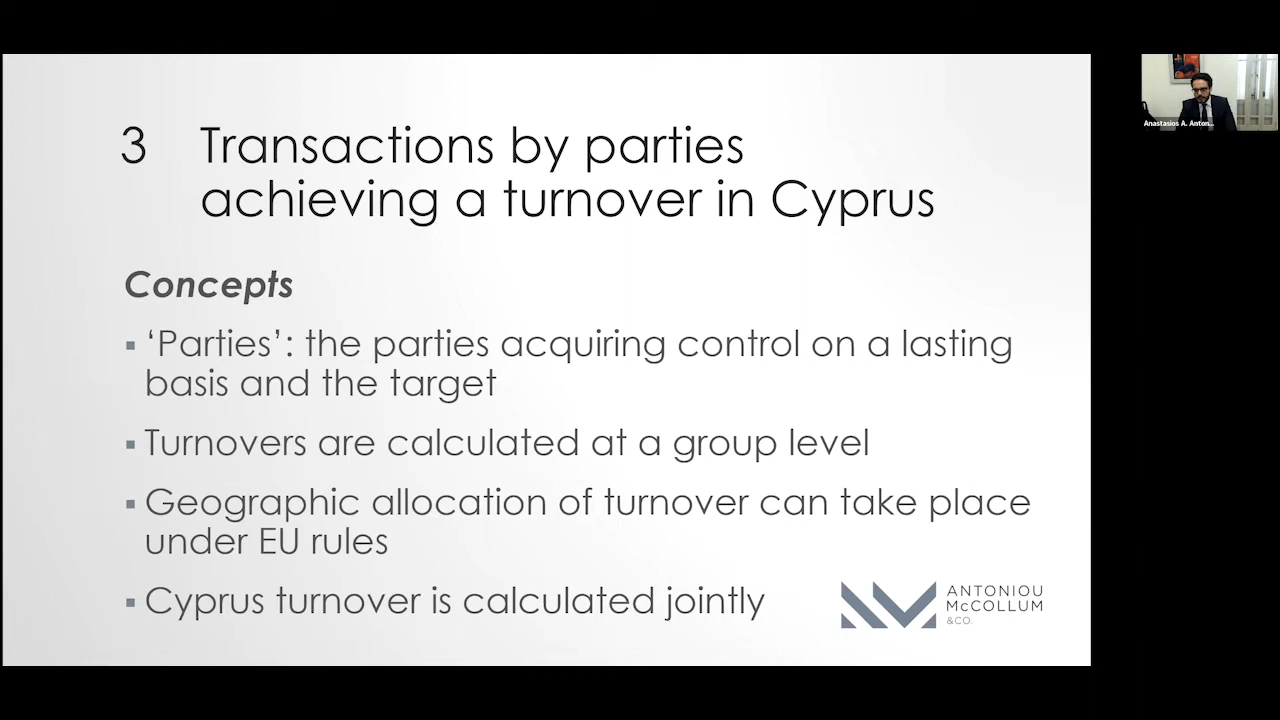 3 Transactions by parties
achieving a turnover in Cyprus
Concepts
▪ ‘Parties’: the parties acquiring control on a lasting
basis and the target
▪ Turnovers are calculated at a group level
▪ Geographic allocation of turnover can take place
under EU rules
▪ Cyprus turnover is calculated jointly
ANTONIOU
McCOLLUM
&CO.
Anastasios A. Anton...